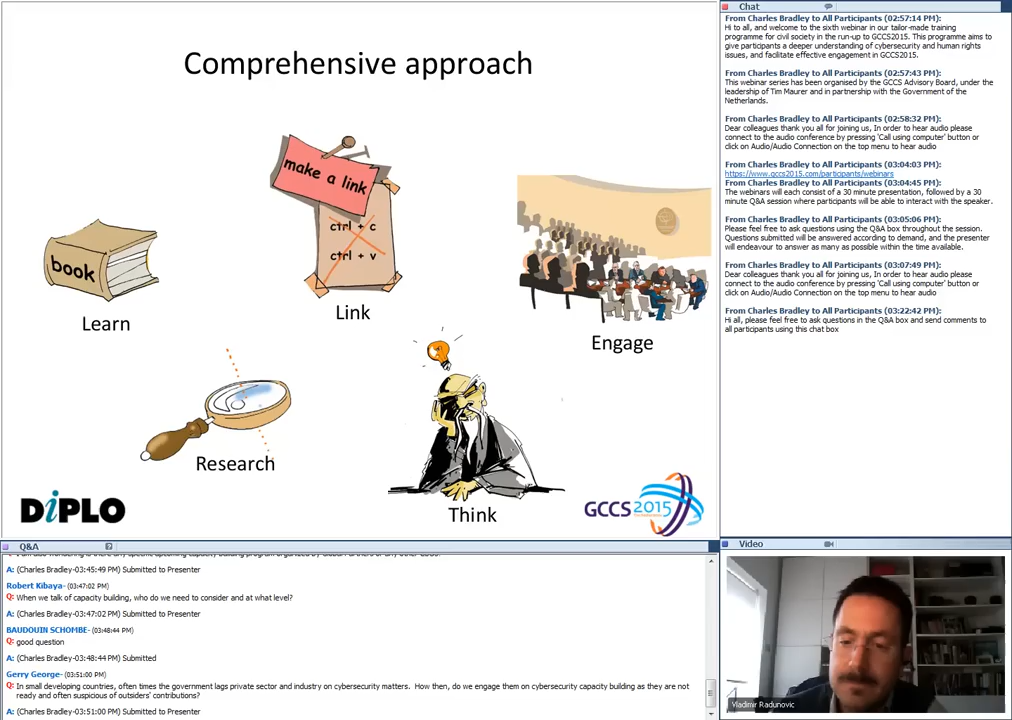 Comprehensive approach
make a link
ctrl + c
ctrl + v
book
Learn
Link
Engage
Research
Think
DiPLO
GCCS2015
Chat
From Charles Bradley to All Participants (02:57:14 PM):
Hi to all, and welcome to the sixth webinar in our tailor-made training
programme for civil society in the run-up to GCCS2015. This programme aims to
give participants a deeper understanding of cybersecurity and human rights
issues, and facilitate effective engagement in GCCS2015.
From Charles Bradley to All Participants (02:57:43 PM):
This webinar series has been organised by the GCCS Advisory Board, under the
leadership of Tim Maurer and in partnership with the Government of the
Netherlands.
From Charles Bradley to All Participants (02:58:32 PM):
Dear colleagues thank you all for joining us, In order to hear audio please
connect to the audio conference by pressing 'Call using computer' button or
click on Audio/Audio Connection on the top menu to hear audio
From Charles Bradley to All Participants (03:04:03 PM):
https://www.gccs2015.com/participants/webinars
From Charles Bradley to All Participants (03:04:45 PM):
The webinars will each consist of a 30 minute presentation, followed by a 30
minute Q&A session where participants will be able to interact with the speaker.
From Charles Bradley to All Participants (03:05:06 PM):
Please feel free to ask questions using the Q&A box throughout the session.
Questions submitted will be answered according to demand, and the presenter
will endeavour to answer as many as possible within the time available.
From Charles Bradley to All Participants (03:07:49 PM):
Dear colleagues thank you all for joining us, In order to hear audio please
connect to the audio conference by pressing 'Call using computer' button or
click on Audio/Audio Connection on the top menu to hear audio
From Charles Bradley to All Participants (03:22:42 PM):
Hi all, please feel free to ask questions in the Q&A box and send comments to
all participants using this chat box
Q&A
A: (Charles Bradley-03:45:49 PM) Submitted to Presenter
Robert Kibaya- (03:47:02 PM)
Q: When we talk of capacity building, who do we need to consider and at what level?
A: (Charles Bradley-03:47:02 PM) Submitted to Presenter
BAUDOUIN SCHOMBE- (03:48:44 PM)
Q: good question
A: (Charles Bradley-03:48:44 PM) Submitted
Gerry George- (03:51:00 PM)
Q: In small developing countries, often times the government lags private sector and industry on cybersecurity matters. How then, do we engage them on cybersecurity capacity building as they are not
ready and often suspicious of outsiders' contributions?
A: (Charles Bradley-03:51:00 PM) Submitted to Presenter
Video
Vladimir Radunovic